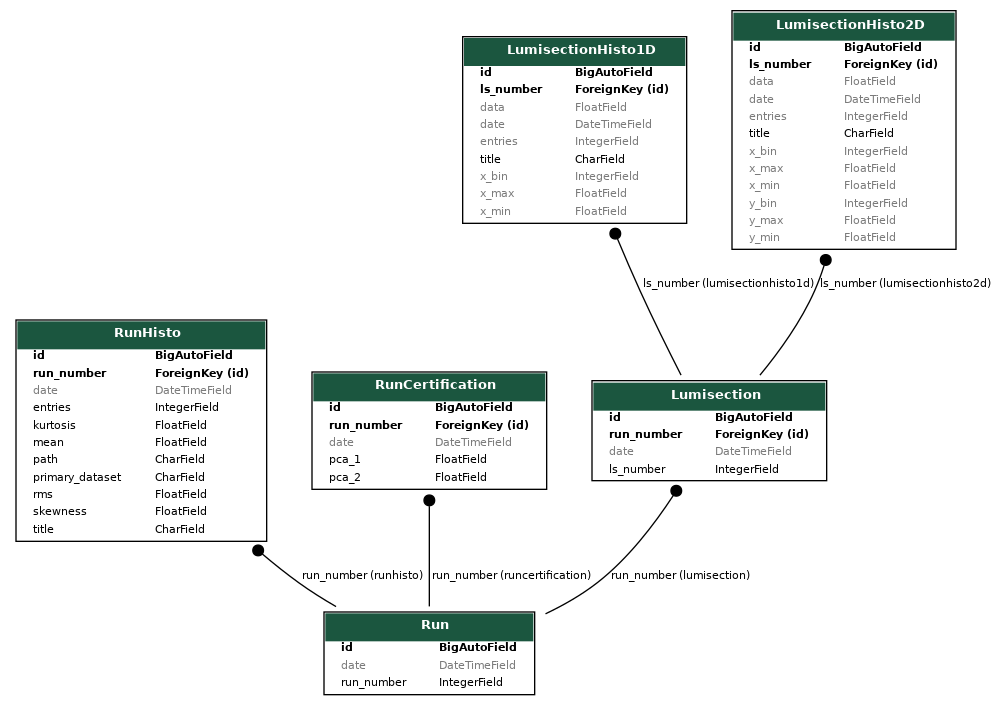 LumisectionHisto2D
id BigAutoField
ls_number ForeignKey (id)
data FloatField
date DateTimeField
entries IntegerField
title CharField
x_bin IntegerField
x_max FloatField
x_min FloatField
y_bin IntegerField
y_max FloatField
y_min FloatField
LumisectionHisto1D
id BigAutoField
ls_number ForeignKey (id)
data FloatField
date DateTimeField
entries IntegerField
title CharField
x_bin IntegerField
x_max FloatField
x_min FloatField
ls_number (lumisectionhisto1d)
ls_number (lumisectionhisto2d)
RunHisto
id BigAutoField
run_number ForeignKey (id)
date DateTimeField
entries IntegerField
kurtosis FloatField
mean FloatField
path CharField
primary_dataset CharField
rms FloatField
skewness FloatField
title CharField
RunCertification
id BigAutoField
run_number ForeignKey (id)
date DateTimeField
pca_1 FloatField
pca_2 FloatField
Lumisection
id BigAutoField
run_number ForeignKey (id)
date DateTimeField
ls_number IntegerField
run_number (runhisto)
run_number (runcertification)
run_number (lumisection)
Run
id BigAutoField
date DateTimeField
run_number IntegerField